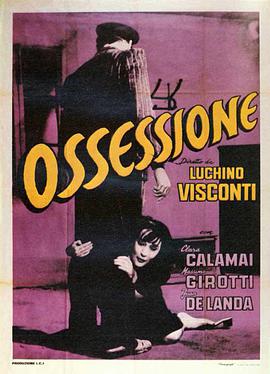 OSSESSIONE
Diretto da
LUCHINO
VISCONTI
con
Clara
CALAMAI
Massimo
GIROTTI
Juan
DE LANDA
PRODUZIONE I.C.I.